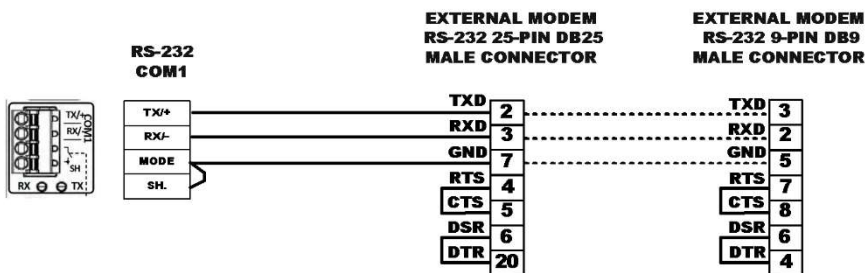 EXTERNAL MODEM
RS-232 25-PIN DB25
MALE CONNECTOR
EXTERNAL MODEM
RS-232 9-PIN DB9
MALE CONNECTOR
RS-232
COM1
TX/+
RX/-
SH
COM1
RX TX
TX/+
RX/-
MODE
SH.
TXD 2
RXD 3
GND 7
RTS 4
CTS 5
DSR 6
DTR 20
TXD 3
RXD 2
GND 5
RTS 7
CTS 8
DSR 6
DTR 4